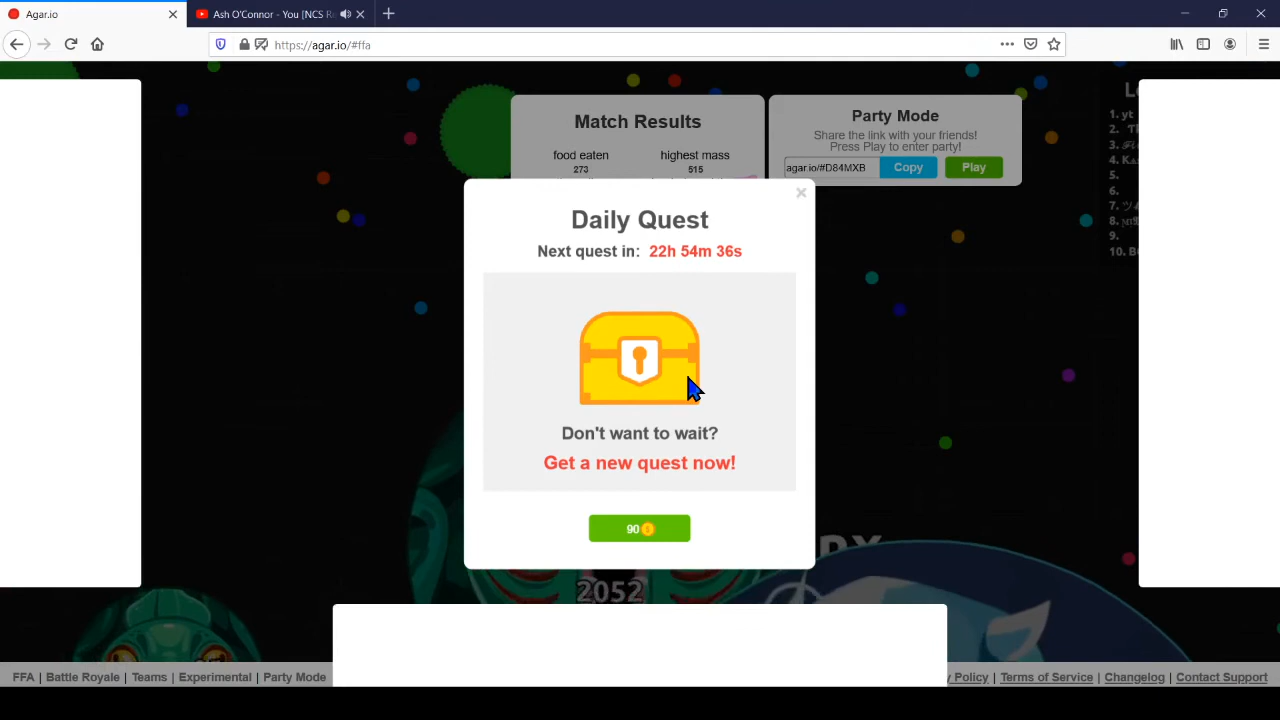 Agar.io
Ash O'Connor - You [NCS
https://agar.io/#ffa
Match Results
food eaten
highest mass
273
515
Party Mode
Share the link with your friends!
Press Play to enter party!
agar.io/#D84MXB
Copy
Play
1. yt
2.
3.
4.
5.
6.
7.
8.
9.
10.
Daily Quest
Next quest in: 22h 54m 36s
Don't want to wait?
Get a new quest now!
90
2052
FFA | Battle Royale | Teams | Experimental | Party Mode
Policy | Terms of Service | Changelog | Contact Support